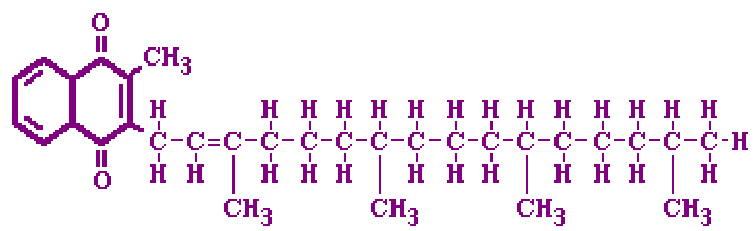 O
CH₃
H H H H H H H H H H H H H H
C-C=C-C-C-C-C-C-C-C-C-C-C-C-C-C-H
O H H H H H H H H H H H H
CH₃ CH₃ CH₃ CH₃